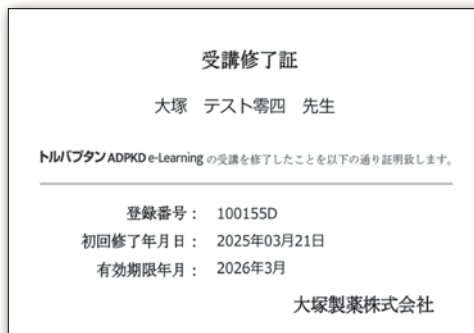 受講修了証
大塚 テスト零四 先生
トルバプタン ADPKD e-Learning の受講を修了したことを以下の通り証明致します。
登録番号： 100155D
初回修了年月日： 2025年03月21日
有効期限年月： 2026年3月
大塚製薬株式会社